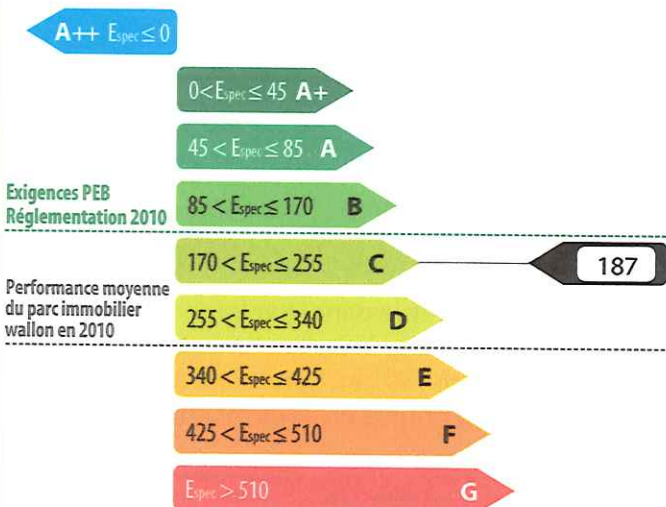 A++ Espec ≤ 0
0 < Espec ≤ 45 A+
45 < Espec ≤ 85 A
Exigences PEB
Réglementation 2010
85 < Espec ≤ 170 B
170 < Espec ≤ 255 C
187
Performance moyenne
du parc immobilier
wallon en 2010
255 < Espec ≤ 340 D
340 < Espec ≤ 425 E
425 < Espec ≤ 510 F
Espec > 510 G